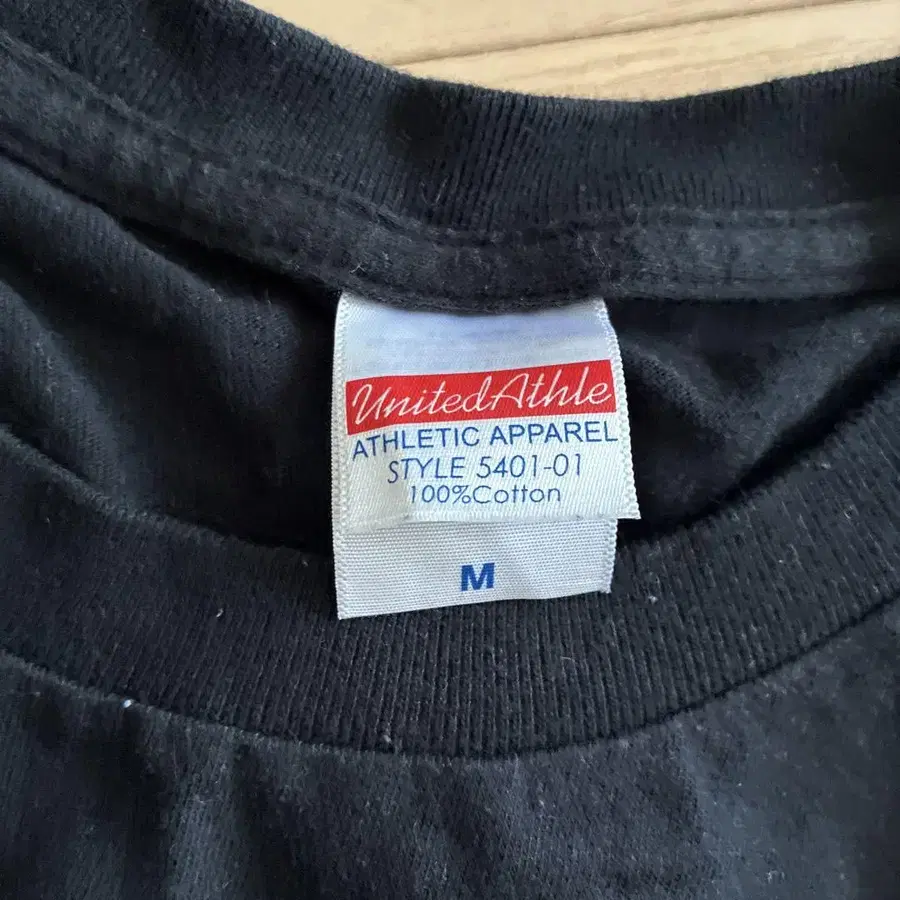 UnitedAthle
ATHLETIC APPAREL
STYLE 5401-01
100%Cotton
M